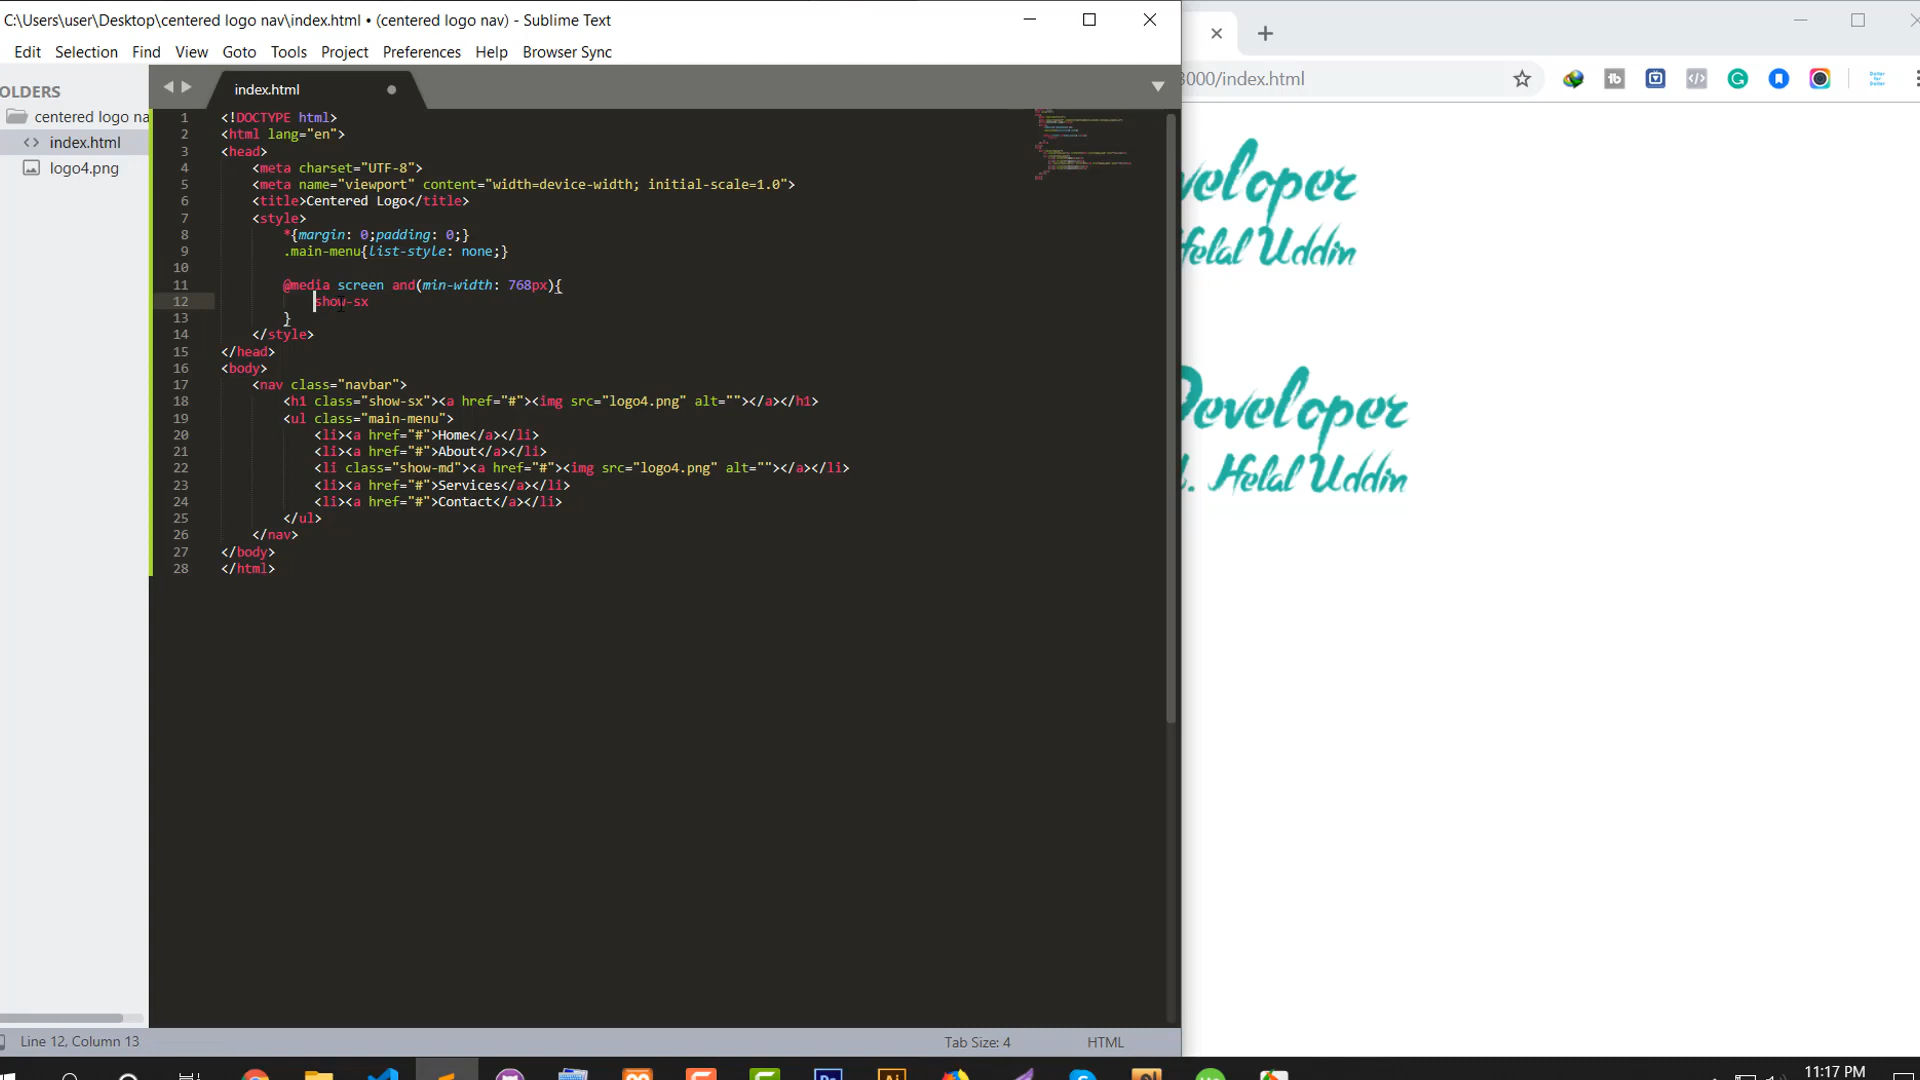 C:\Users\user\Desktop\centered logo nav\index.html • (centered logo nav) - Sublime Text
Edit Selection Find View Goto Tools Project Preferences Help Browser Sync
3000/index.html
OLDERS
centered logo na
index.html
logo4.png
index.html
1 <!DOCTYPE html>
2 <html lang="en">
3 <head>
4 <meta charset="UTF-8">
5 <meta name="viewport" content="width=device-width; initial-scale=1.0">
6 <title>Centered Logo</title>
7 <style>
8 *{margin: 0;padding: 0;}
9 .main-menu{list-style: none;}
10
11 @media screen and(min-width: 768px){
12 show-sx
13 }
14 </style>
15 </head>
16 <body>
17 <nav class="navbar">
18 <h1 class="show-sx"><a href="#"><img src="logo4.png" alt=""></a></h1>
19 <ul class="main-menu">
20 <li><a href="#">Home</a></li>
21 <li><a href="#">About</a></li>
22 <li class="show-md"><a href="#"><img src="logo4.png" alt=""></a></li>
23 <li><a href="#">Services</a></li>
24 <li><a href="#">Contact</a></li>
25 </ul>
26 </nav>
27 </body>
28 </html>
veloper
Helal Uddin
Developer
. Helal Uddin
Line 12, Column 13
Tab Size: 4
HTML
11:17 PM